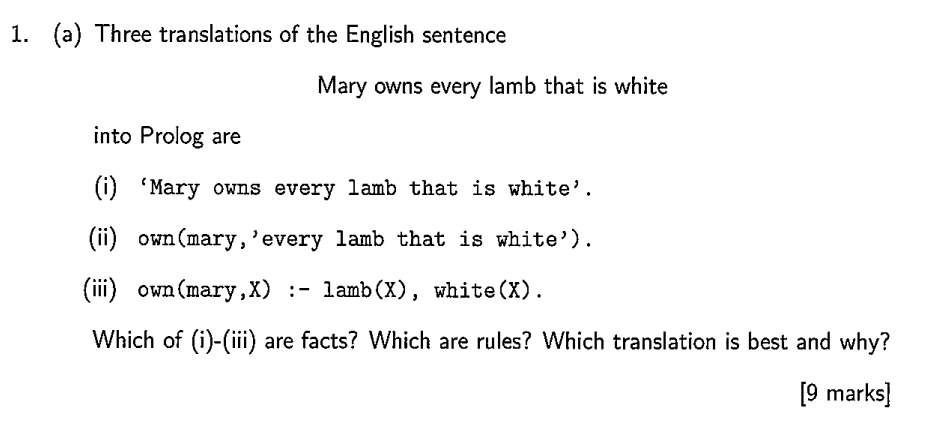 1. (a) Three translations of the English sentence
Mary owns every lamb that is white
into Prolog are
(i) ‘Mary owns every lamb that is white’.
(ii) own(mary,’every lamb that is white’).
(iii) own(mary,X) :- lamb(X), white(X).
Which of (i)-(iii) are facts? Which are rules? Which translation is best and why?
[9 marks]